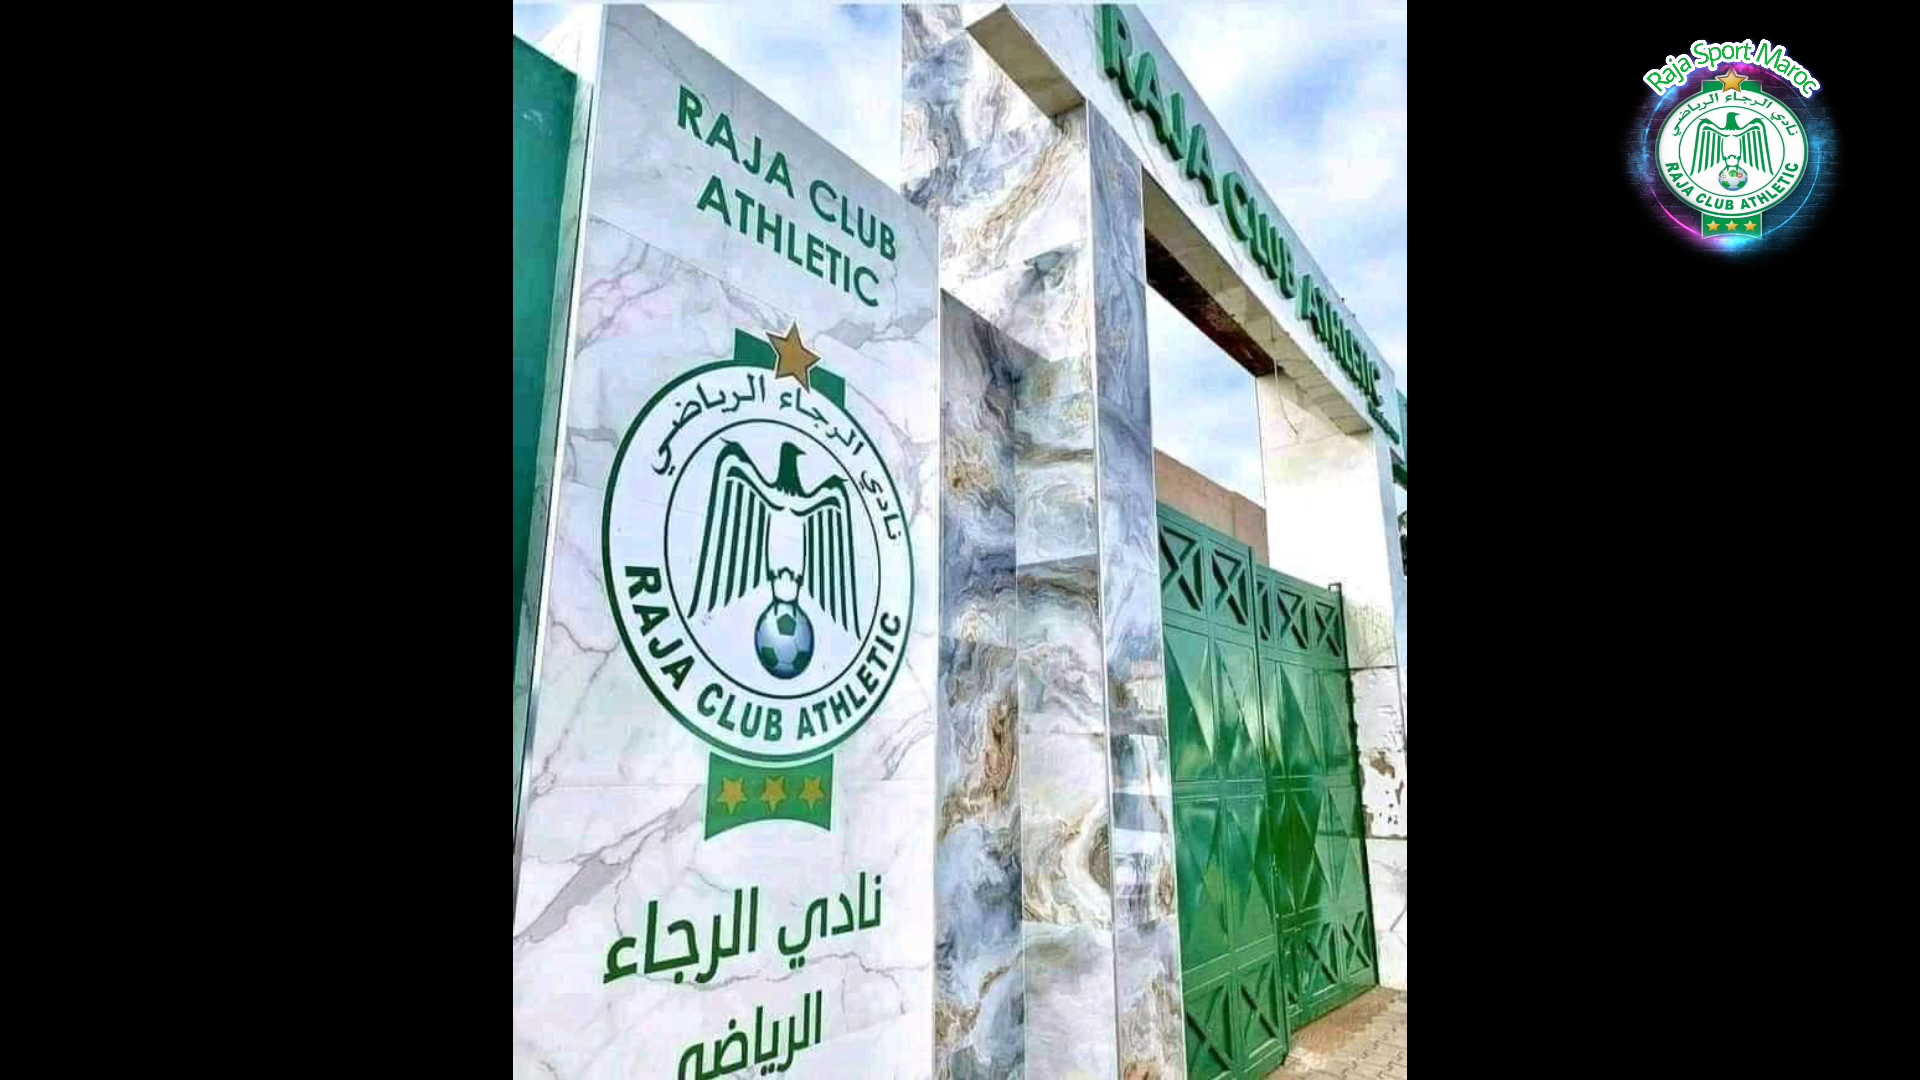 RAJA CLUB
ATHLETIC
نادي الرجاء الرياضي
RAJA CLUB ATHLETIC
نادي الرجاء
الرياضي
RAJA CLUB ATHLETIC
Raja Sport Maroc
نادي الرجاء الرياضي
RAJA CLUB ATHLETIC